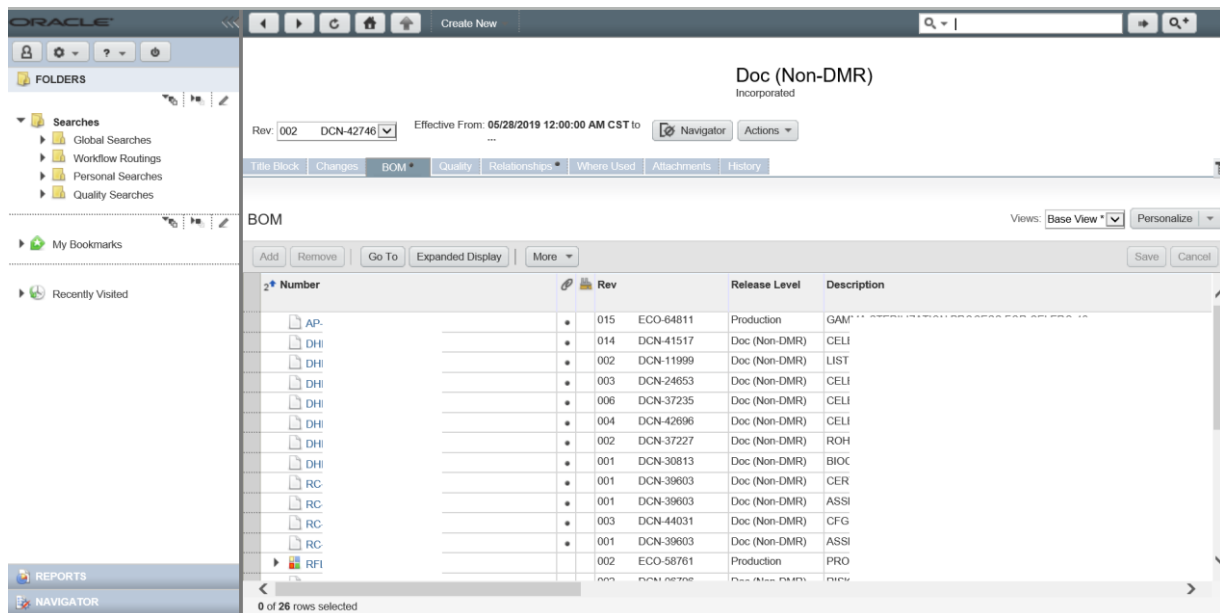 ORACLE
Create New
FOLDERS
Searches
Global Searches
Workflow Routings
Personal Searches
Quality Searches
My Bookmarks
Recently Visited
REPORTS
NAVIGATOR
Doc (Non-DMR)
Incorporated
Rev: 002 DCN-42746 Effective From: 05/28/2019 12:00:00 AM CST to ... Navigator Actions
Title Block Changes BOM Quality Relationships Where Used Attachments History
BOM Views: Base View * Personalize
Add Remove Go To Expanded Display More Save Cancel
2 Number Rev Release Level Description
AP- 015 ECO-64811 Production
DHI 014 DCN-41517 Doc (Non-DMR) CELE
DHI 002 DCN-11999 Doc (Non-DMR) LIST
DHI 003 DCN-24653 Doc (Non-DMR) CELE
DHI 006 DCN-37235 Doc (Non-DMR) CELE
DHI 004 DCN-42696 Doc (Non-DMR) CELE
DHI 002 DCN-37227 Doc (Non-DMR) ROH
DHI 001 DCN-30813 Doc (Non-DMR) BIOC
RC- 001 DCN-39603 Doc (Non-DMR) CER
RC- 001 DCN-39603 Doc (Non-DMR) ASSI
RC- 003 DCN-44031 Doc (Non-DMR) CFG
RC- 001 DCN-39603 Doc (Non-DMR) ASSI
RFI 002 ECO-58761 Production PRO
0 of 26 rows selected